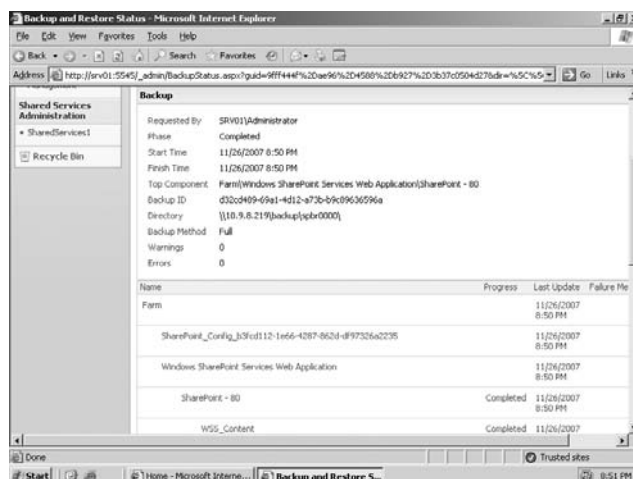 Backup and Restore Status - Microsoft Internet Explorer
File Edit View Favorites Tools Help
Back Search Favorites
Address http://srv01:5545/_admin/BackupStatus.aspx?guid=9fff444f%2Dae96%2D4588%2Db927%2D3b37c0504d27&dir=%5C%5 Go Links
Shared Services
Administration
SharedServices1
Recycle Bin
Backup
Requested By SRV01\Administrator
Phase Completed
Start Time 11/26/2007 8:50 PM
Finish Time 11/26/2007 8:50 PM
Top Component Farm\Windows SharePoint Services Web Application\SharePoint - 80
Backup ID d32cd489-69a1-4d12-a73b-b9c89636596a
Directory \\10.9.8.219\backup\spbr0000\
Backup Method Full
Warnings 0
Errors 0
Name Progress Last Update Failure Me
Farm 11/26/2007
8:50 PM
SharePoint_Config_b3fcd112-1e66-4287-862d-df97326a2235 11/26/2007
8:50 PM
Windows SharePoint Services Web Application 11/26/2007
8:50 PM
SharePoint - 80 Completed 11/26/2007
8:50 PM
WSS_Content Completed 11/26/2007
Done Trusted sites
Start Home - Microsoft Interne... Backup and Restore S... 8:51 PM